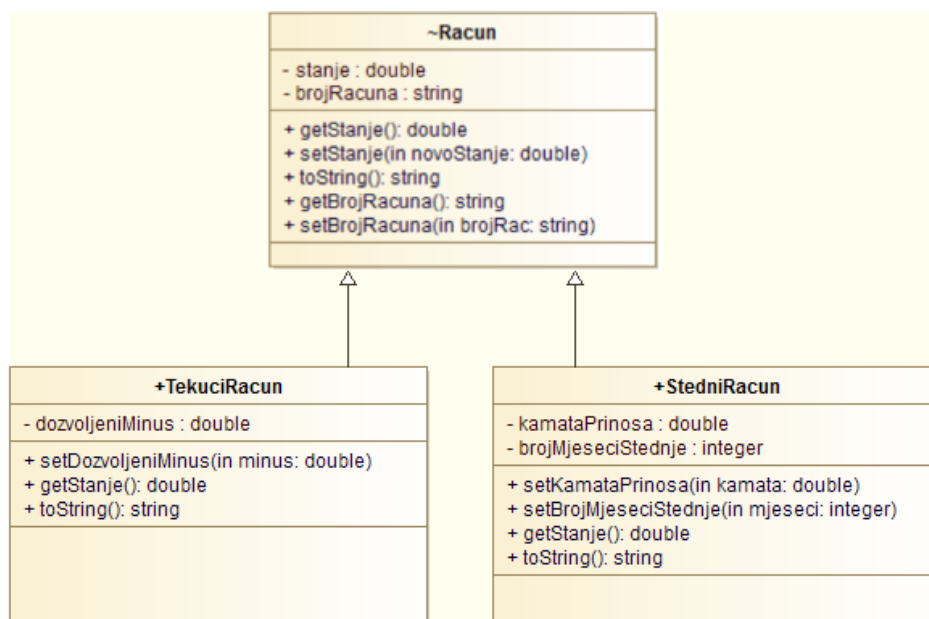 ~Racun
- stanje : double
- brojRacuna : string
+ getStanje(): double
+ setStanje(in novoStanje: double)
+ toString(): string
+ getBrojRacuna(): string
+ setBrojRacuna(in brojRac: string)
+TekuciRacun
- dozvoljeniMinus : double
+ setDozvoljeniMinus(in minus: double)
+ getStanje(): double
+ toString(): string
+StedniRacun
- kamataPrinosa : double
- brojMjeseciStednje : integer
+ setKamataPrinosa(in kamata: double)
+ setBrojMjeseciStednje(in mjeseci: integer)
+ getStanje(): double
+ toString(): string